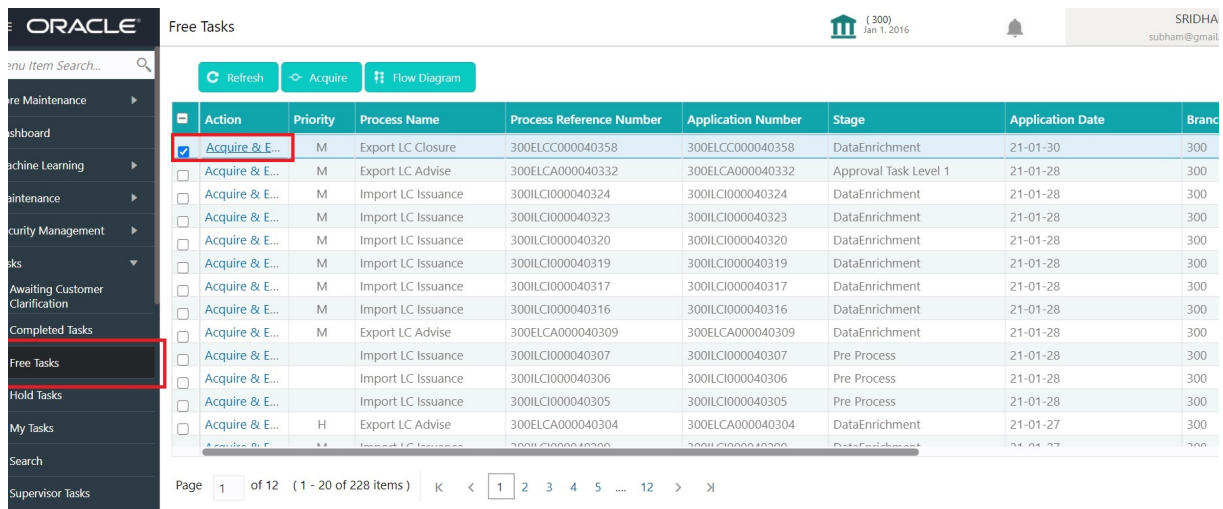 ORACLE
Free Tasks
(300)
Jan 1, 2016
SRIDHA
subham@gmail.
enu Item Search...
Refresh
Acquire
Flow Diagram
ore Maintenance
ashboard
achine Learning
aintenance
curity Management
sks
Awaiting Customer
Clarification
Completed Tasks
Free Tasks
Hold Tasks
My Tasks
Search
Supervisor Tasks
Action Priority Process Name Process Reference Number Application Number Stage Application Date Branc
Acquire & E... M Export LC Closure 300ELCC000040358 300ELCC000040358 DataEnrichment 21-01-30 300
Acquire & E... M Export LC Advise 300ELCA000040332 300ELCA000040332 Approval Task Level 1 21-01-28 300
Acquire & E... M Import LC Issuance 300ILCI000040324 300ILCI000040324 DataEnrichment 21-01-28 300
Acquire & E... M Import LC Issuance 300ILCI000040323 300ILCI000040323 DataEnrichment 21-01-28 300
Acquire & E... M Import LC Issuance 300ILCI000040320 300ILCI000040320 DataEnrichment 21-01-28 300
Acquire & E... M Import LC Issuance 300ILCI000040319 300ILCI000040319 DataEnrichment 21-01-28 300
Acquire & E... M Import LC Issuance 300ILCI000040317 300ILCI000040317 DataEnrichment 21-01-28 300
Acquire & E... M Import LC Issuance 300ILCI000040316 300ILCI000040316 DataEnrichment 21-01-28 300
Acquire & E... M Export LC Advise 300ELCA000040309 300ELCA000040309 DataEnrichment 21-01-28 300
Acquire & E... Import LC Issuance 300ILCI000040307 300ILCI000040307 Pre Process 21-01-28 300
Acquire & E... Import LC Issuance 300ILCI000040306 300ILCI000040306 Pre Process 21-01-28 300
Acquire & E... Import LC Issuance 300ILCI000040305 300ILCI000040305 Pre Process 21-01-28 300
Acquire & E... H Export LC Advise 300ELCA000040304 300ELCA000040304 DataEnrichment 21-01-27 300
Page 1 of 12 ( 1 - 20 of 228 items ) 1 2 3 4 5 .... 12